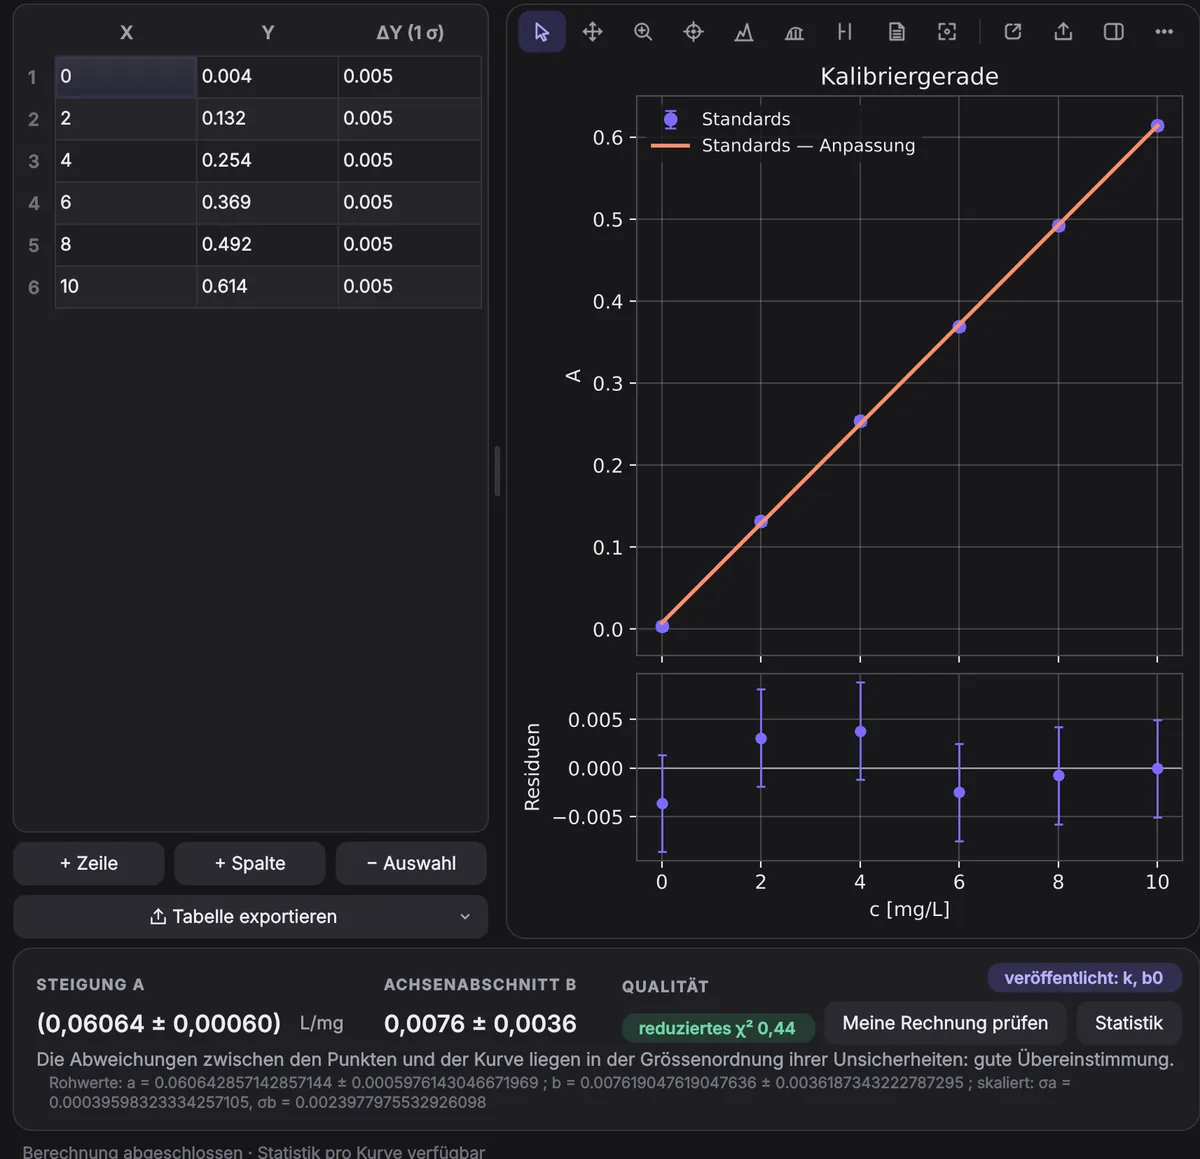 X Y ΔY (1 σ)
1 0 0.004 0.005
2 2 0.132 0.005
3 4 0.254 0.005
4 6 0.369 0.005
5 8 0.492 0.005
6 10 0.614 0.005
+ Zeile + Spalte − Auswahl
Tabelle exportieren
Kalibriergerade
Standards
Standards — Anpassung
0.6
0.5
0.4
A
0.3
0.2
0.1
0.0
Residuen
0.005
0.000
−0.005
0 2 4 6 8 10
c [mg/L]
STEIGUNG A ACHSENABSCHNITT B QUALITÄT veröffentlicht: k, b0
(0,06064 ± 0,00060) L/mg 0,0076 ± 0,0036 reduziertes χ² 0,44 Meine Rechnung prüfen Statistik
Die Abweichungen zwischen den Punkten und der Kurve liegen in der Grössenordnung ihrer Unsicherheiten: gute Übereinstimmung.
Rohwerte: a = 0.060642857142857144 ± 0.0005976143046671969 ; b = 0.007619047619047636 ± 0.0036187343222787295 ; skaliert: σa =
0.00039598323334257105, σb = 0.0023977975532926098
Berechnung abgeschlossen · Statistik pro Kurve verfügbar